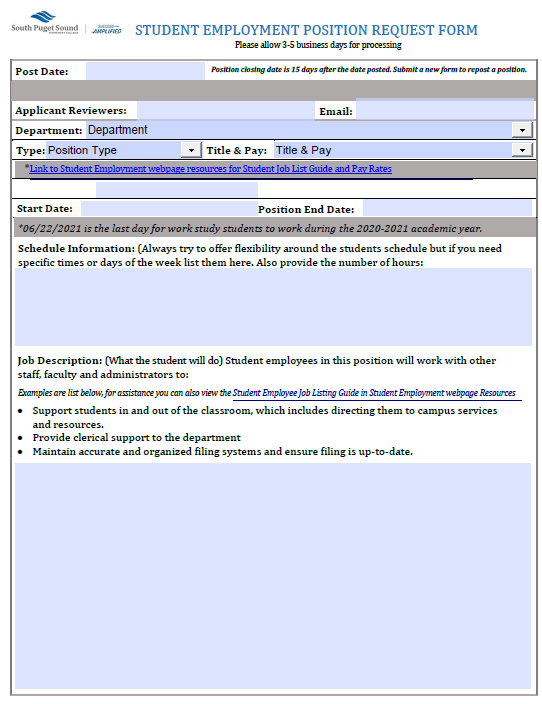 South Puget Sound
COMMUNITY COLLEGE
SUCCESS—
AMPLIFIED
STUDENT EMPLOYMENT POSITION REQUEST FORM
Please allow 3-5 business days for processing
Post Date:
Position closing date is 15 days after the date posted. Submit a new form to repost a position.
Applicant Reviewers:
Email:
Department: Department
Type: Position Type
Title & Pay: Title & Pay
*Link to Student Employment webpage resources for Student Job List Guide and Pay Rates
Start Date:
Position End Date:
*06/22/2021 is the last day for work study students to work during the 2020-2021 academic year.
Schedule Information: (Always try to offer flexibility around the students schedule but if you need
specific times or days of the week list them here. Also provide the number of hours:
Job Description: (What the student will do) Student employees in this position will work with other
staff, faculty and administrators to:
Examples are list below, for assistance you can also view the Student Employee Job Listing Guide in Student Employment webpage Resources
• Support students in and out of the classroom, which includes directing them to campus services
and resources.
• Provide clerical support to the department
• Maintain accurate and organized filing systems and ensure filing is up-to-date.